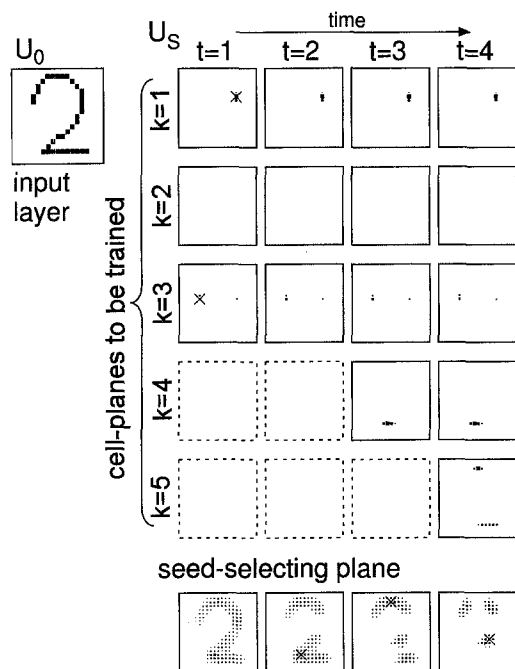 U0
input
layer
US
time
t=1 t=2 t=3 t=4
cell-planes to be trained
k=1
k=2
k=3
k=4
k=5
seed-selecting plane